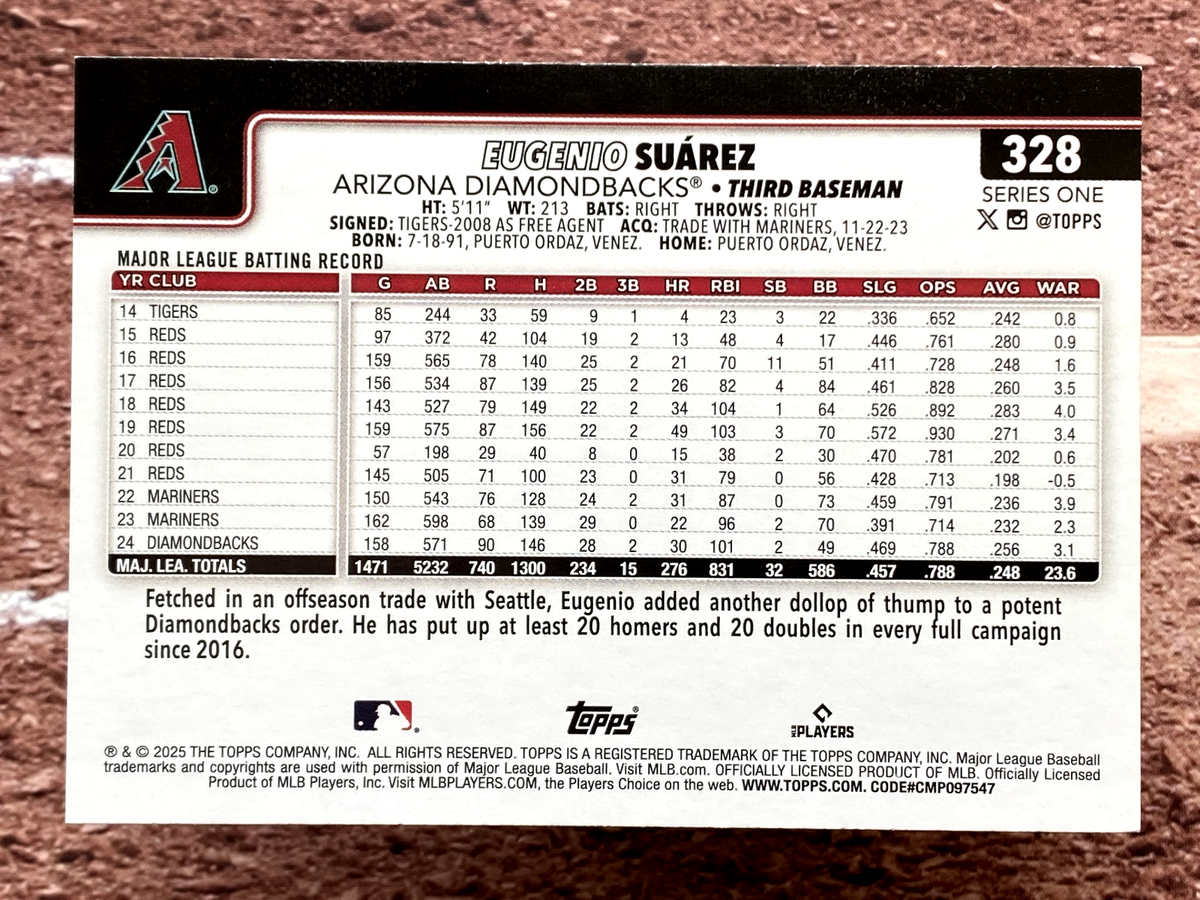 EUGENIO SUÁREZ
328
ARIZONA DIAMONDBACKS® • THIRD BASEMAN
SERIES ONE
HT: 5'11" WT: 213 BATS: RIGHT THROWS: RIGHT
@TOPPS
SIGNED: TIGERS-2008 AS FREE AGENT ACQ: TRADE WITH MARINERS, 11-22-23
BORN: 7-18-91, PUERTO ORDAZ, VENEZ. HOME: PUERTO ORDAZ, VENEZ.
MAJOR LEAGUE BATTING RECORD
YR CLUB G AB R H 2B 3B HR RBI SB BB SLG OPS AVG WAR
14 TIGERS 85 244 33 59 9 1 4 23 3 22 .336 .652 .242 0.8
15 REDS 97 372 42 104 19 2 13 48 4 17 .446 .761 .280 0.9
16 REDS 159 565 78 140 25 2 21 70 11 51 .411 .728 .248 1.6
17 REDS 156 534 87 139 25 2 26 82 4 84 .461 .828 .260 3.5
18 REDS 143 527 79 149 22 2 34 104 1 64 .526 .892 .283 4.0
19 REDS 159 575 87 156 22 2 49 103 3 70 .572 .930 .271 3.4
20 REDS 57 198 29 40 8 0 15 38 2 30 .470 .781 .202 0.6
21 REDS 145 505 71 100 23 0 31 79 0 56 .428 .713 .198 -0.5
22 MARINERS 150 543 76 128 24 2 31 87 0 73 .459 .791 .236 3.9
23 MARINERS 162 598 68 139 29 0 22 96 2 70 .391 .714 .232 2.3
24 DIAMONDBACKS 158 571 90 146 28 2 30 101 2 49 .469 .788 .256 3.1
MAJ. LEA. TOTALS 1471 5232 740 1300 234 15 276 831 32 586 .457 .788 .248 23.6
Fetched in an offseason trade with Seattle, Eugenio added another dollop of thump to a potent
Diamondbacks order. He has put up at least 20 homers and 20 doubles in every full campaign
since 2016.
topps®
MLB PLAYERS
® & © 2025 THE TOPPS COMPANY, INC. ALL RIGHTS RESERVED. TOPPS IS A REGISTERED TRADEMARK OF THE TOPPS COMPANY, INC. Major League Baseball
trademarks and copyrights are used with permission of Major League Baseball. Visit MLB.com. OFFICIALLY LICENSED PRODUCT OF MLB. Officially Licensed
Product of MLB Players, Inc. Visit MLBPLAYERS.COM, the Players Choice on the web. WWW.TOPPS.COM. CODE#CMP097547